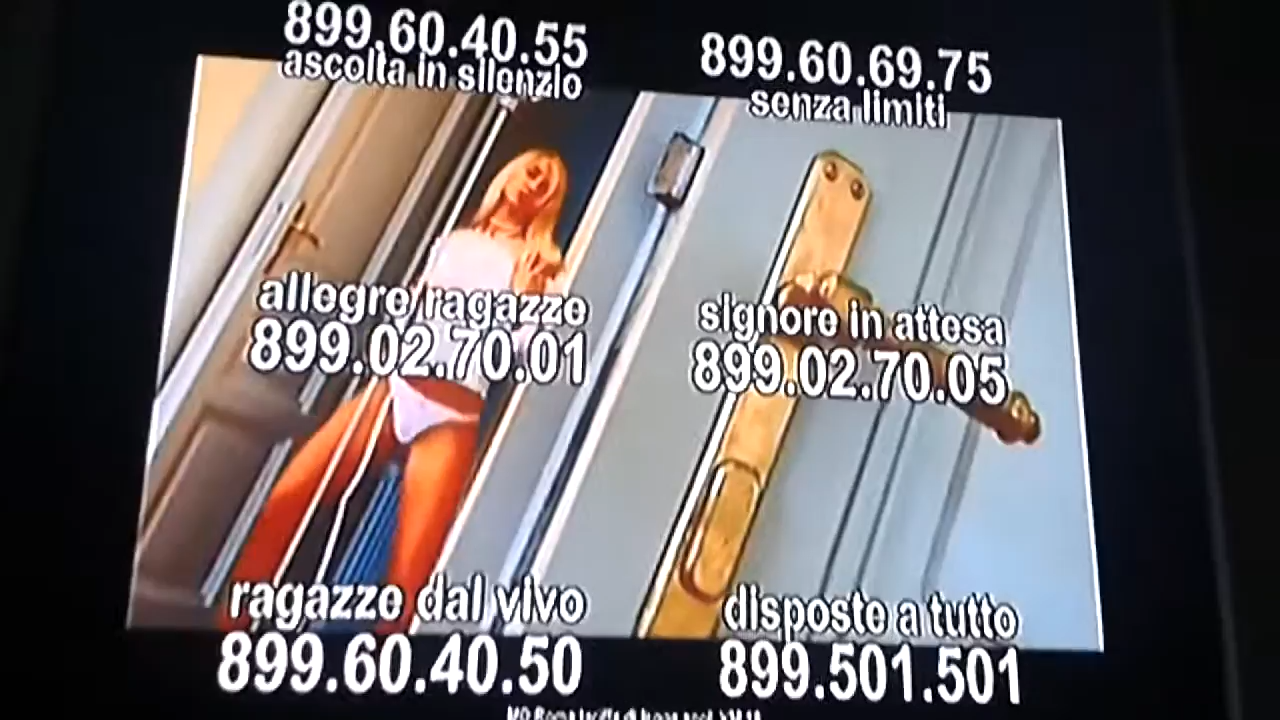 899.60.40.55
ascolta in silenzio
899.60.69.75
senza limiti
allegre ragazze
899.02.70.01
signore in attesa
899.02.70.05
ragazze dal vivo
899.60.40.50
disposte a tutto
899.501.501